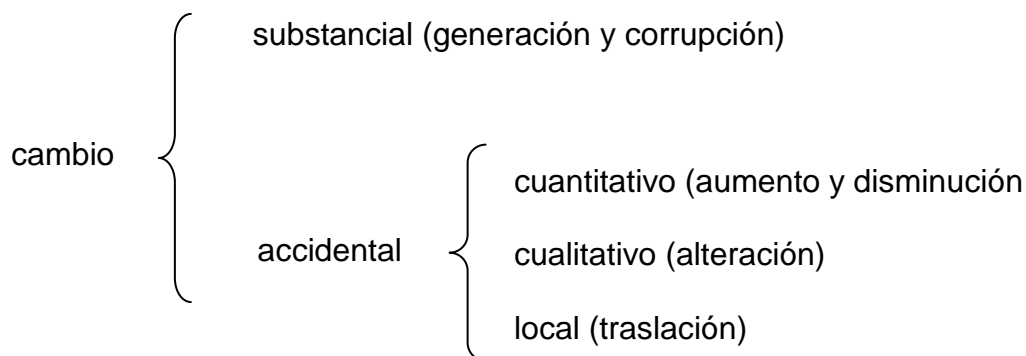 substancial (generación y corrupción)
cambio
cuantitativo (aumento y disminución
accidental
cualitativo (alteración)
local (traslación)